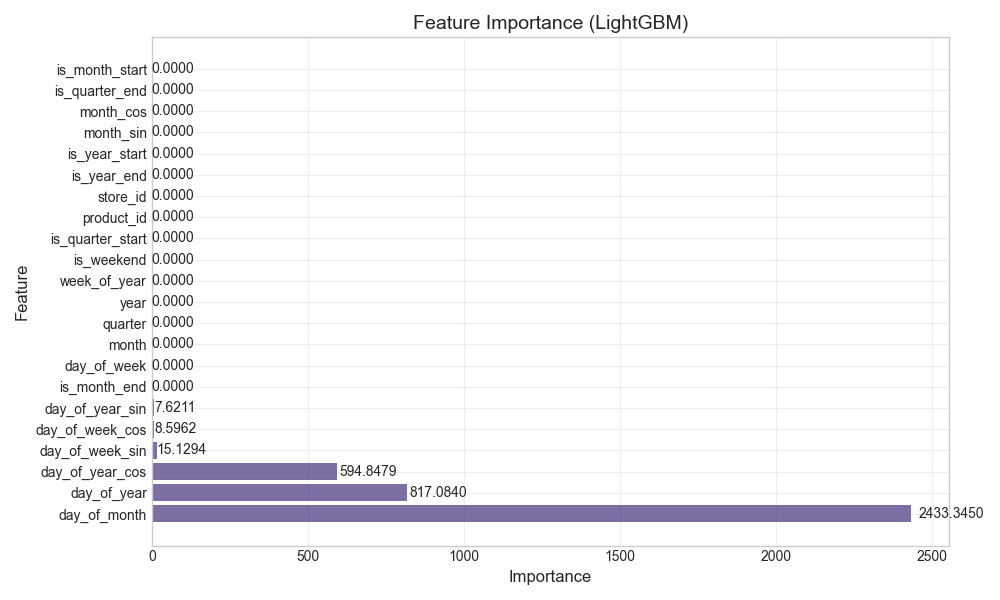 Feature Importance (LightGBM)
Feature
is_month_start 0.0000
is_quarter_end 0.0000
month_cos 0.0000
month_sin 0.0000
is_year_start 0.0000
is_year_end 0.0000
store_id 0.0000
product_id 0.0000
is_quarter_start 0.0000
is_weekend 0.0000
week_of_year 0.0000
year 0.0000
quarter 0.0000
month 0.0000
day_of_week 0.0000
is_month_end 0.0000
day_of_year_sin 7.6211
day_of_week_cos 8.5962
day_of_week_sin 15.1294
day_of_year_cos 594.8479
day_of_year 817.0840
day_of_month 2433.3450
0 500 1000 1500 2000 2500
Importance